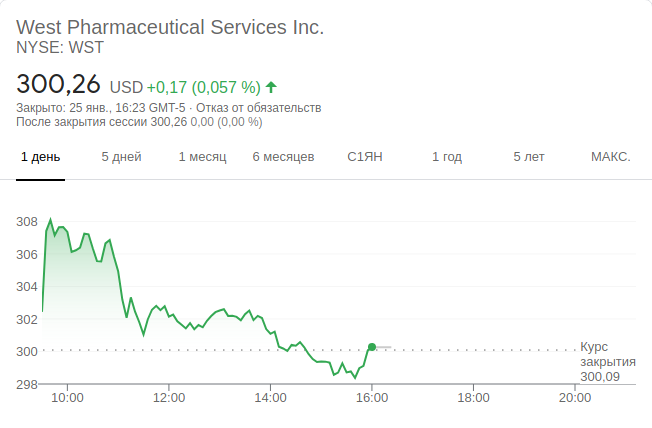 West Pharmaceutical Services Inc.
NYSE: WST
300,26 USD +0,17 (0,057 %)
Закрыто: 25 янв., 16:23 GMT-5 · Отказ от обязательств
После закрытия сессии 300,26 0,00 (0,00 %)
1 день 5 дней 1 месяц 6 месяцев С1ЯН 1 год 5 лет МАКС.
308
306
304
302
300
298
Курс
закрытия
300,09
10:00 12:00 14:00 16:00 18:00 20:00